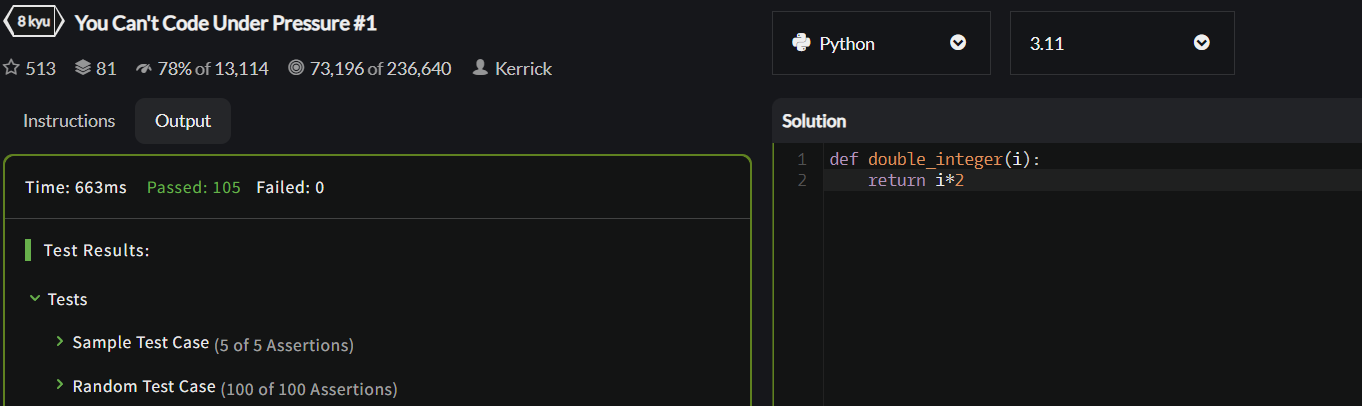 8 kyu You Can't Code Under Pressure #1
513 81 78% of 13,114 73,196 of 236,640 Kerrick
Instructions Output
Time: 663ms Passed: 105 Failed: 0
Test Results:
Tests
Sample Test Case (5 of 5 Assertions)
Random Test Case (100 of 100 Assertions)
Python 3.11
Solution
1 def double_integer(i):
2     return i*2